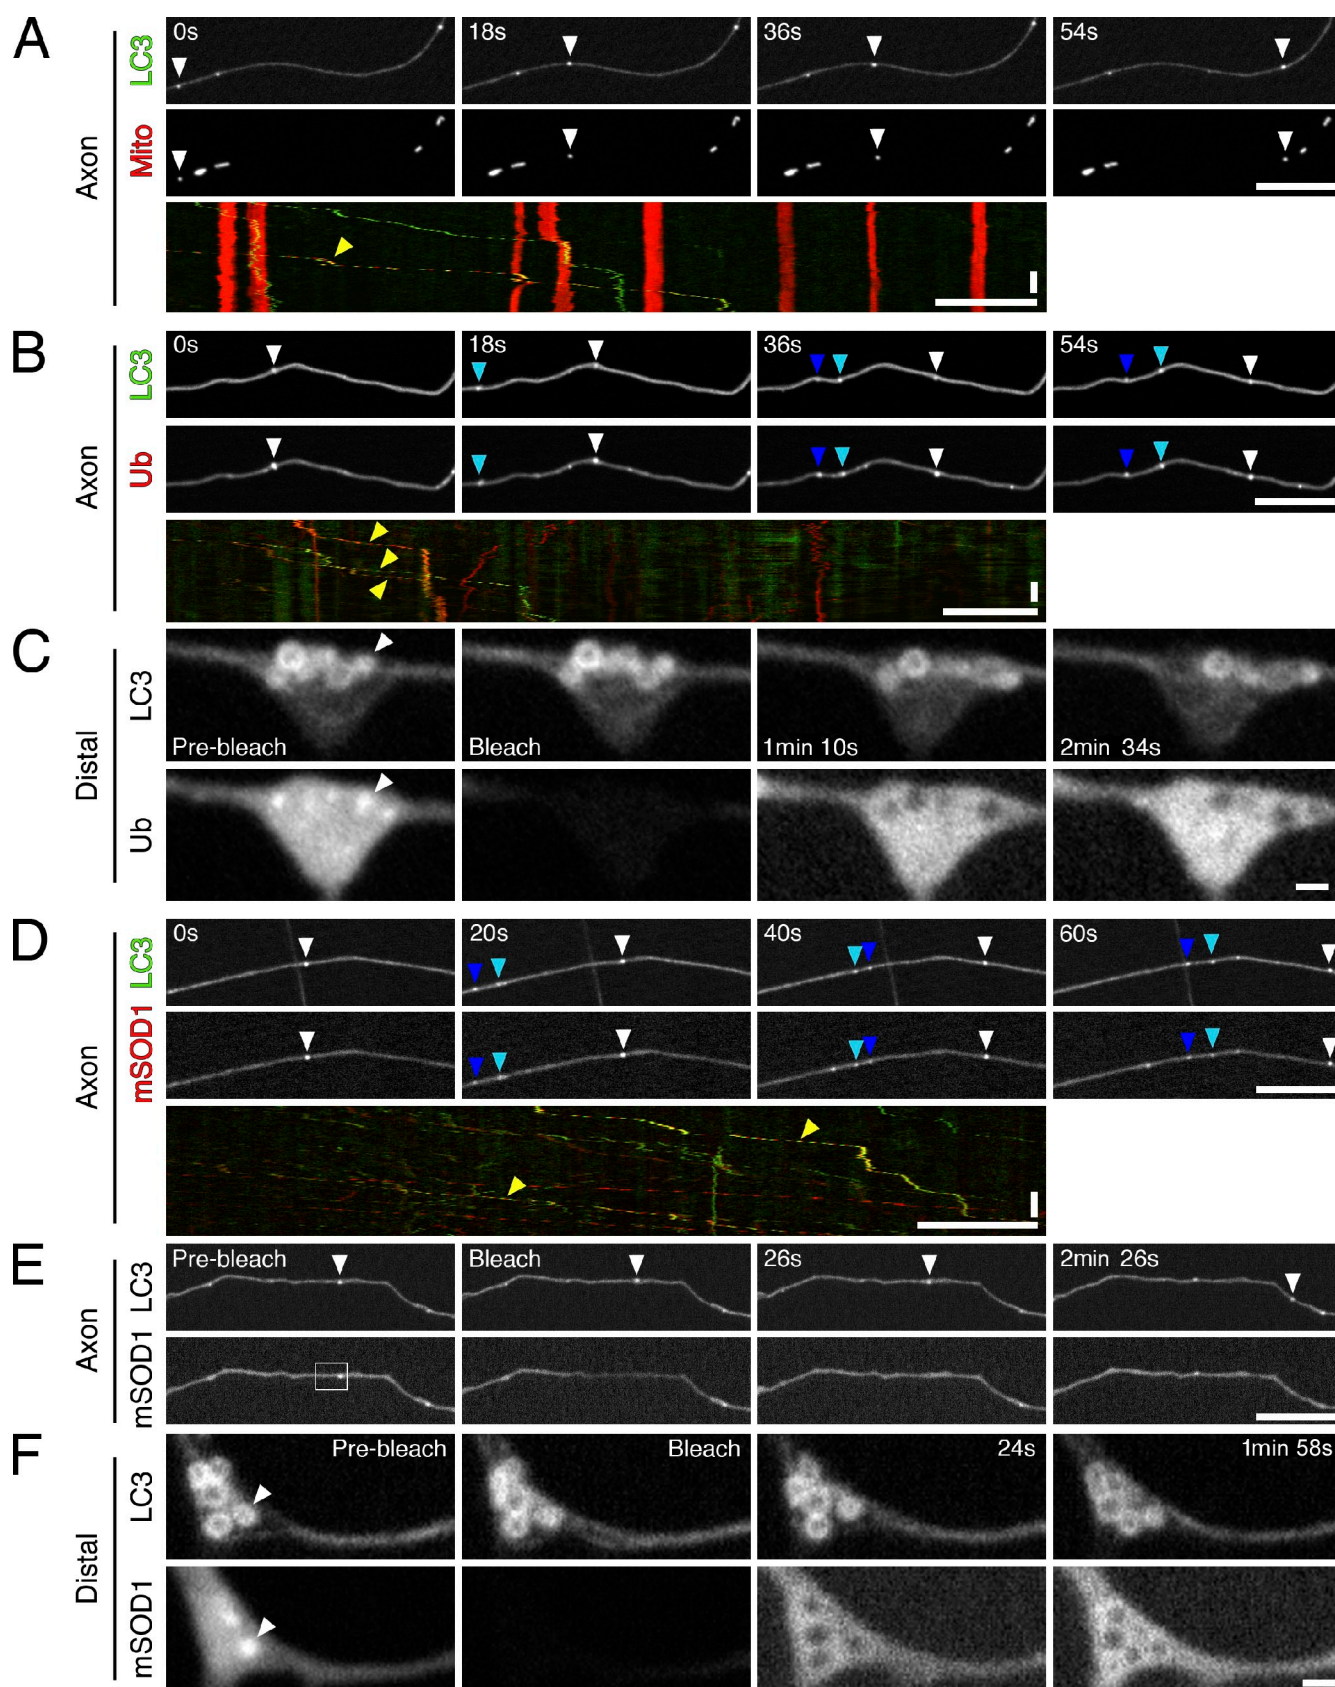 A
Axon
LC3
Mito
0s
18s
36s
54s
B
Axon
LC3
Ub
0s
18s
36s
54s
C
Distal
LC3
Ub
Pre-bleach
Bleach
1min 10s
2min 34s
D
Axon
LC3
mSOD1
0s
20s
40s
60s
E
Axon
LC3
mSOD1
Pre-bleach
Bleach
26s
2min 26s
F
Distal
LC3
mSOD1
Pre-bleach
Bleach
24s
1min 58s